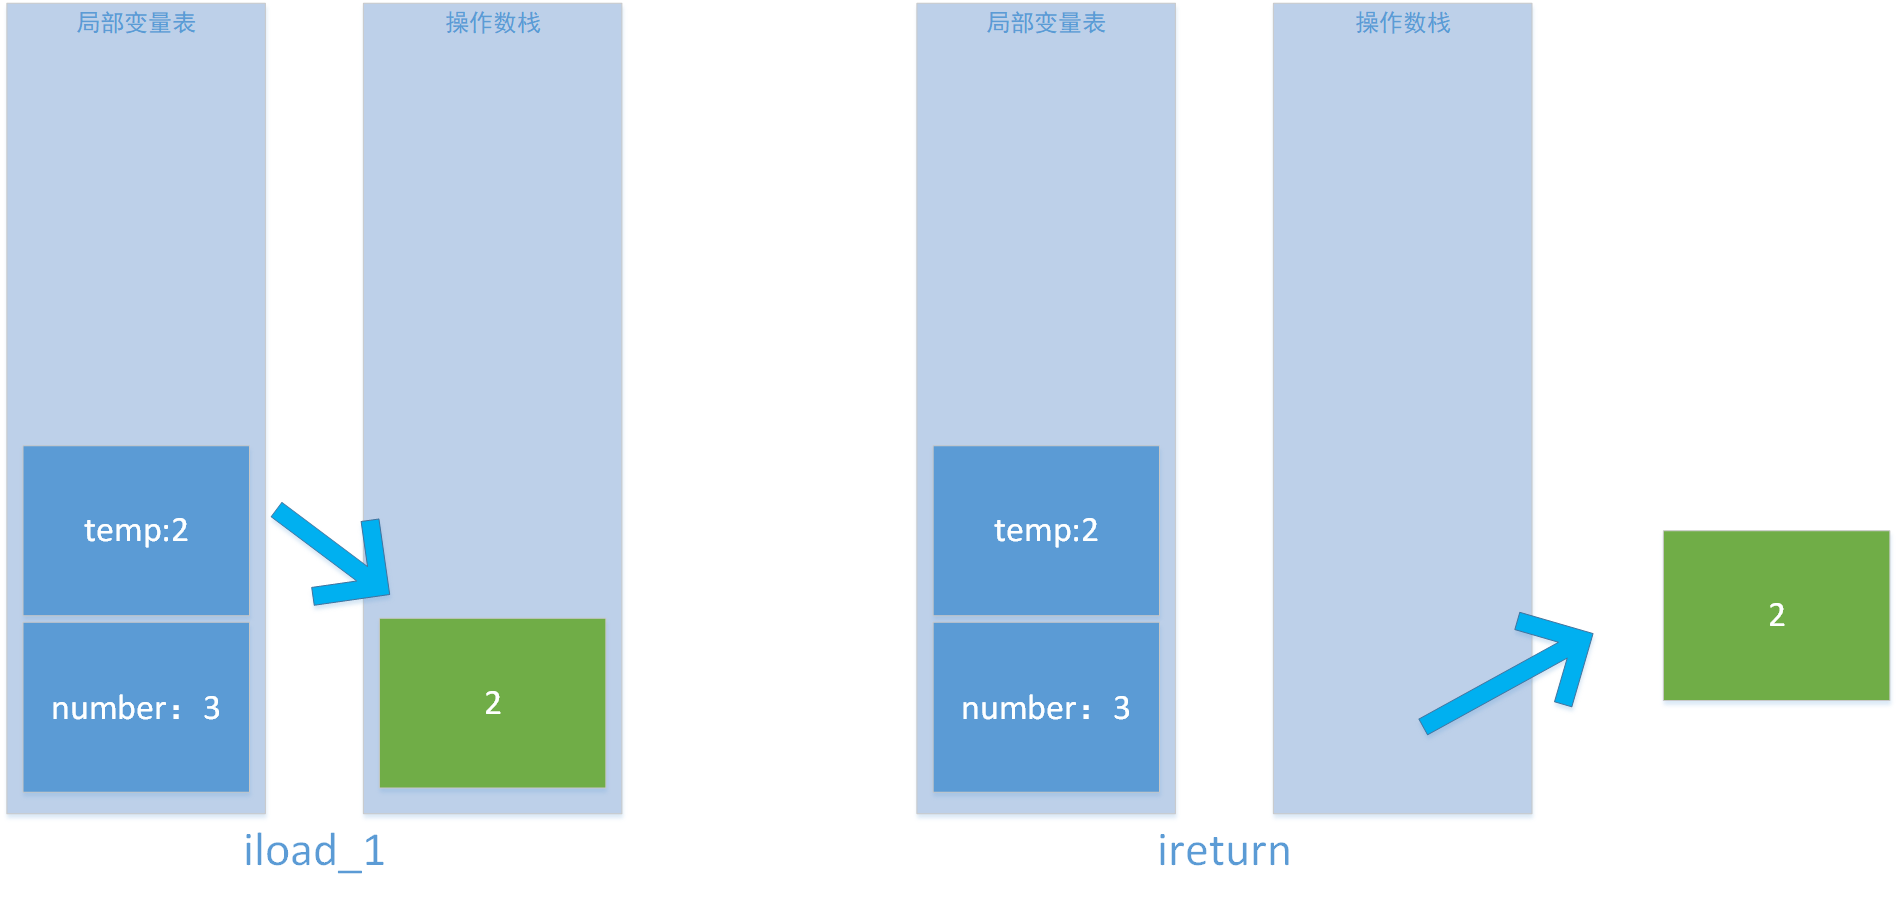 局部变量表
操作数栈
temp:2
number：3
2
iload_1
局部变量表
操作数栈
temp:2
number：3
2
ireturn